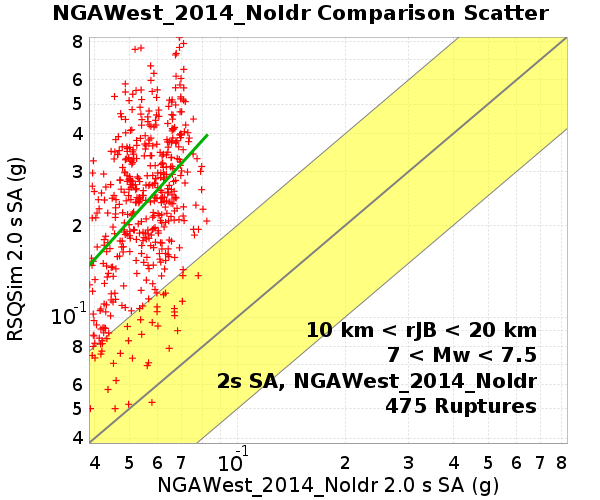 NGAWest_2014_NoIdr Comparison Scatter
RSQSim 2.0 s SA (g)
8
6
5
4
3
2
10-1
8
6
5
4
10 km < rJB < 20 km
7 < Mw < 7.5
2s SA, NGAWest_2014_NoIdr
475 Ruptures
4 5 6 7 10-1 2 3 4 5 6 7 8
NGAWest_2014_NoIdr 2.0 s SA (g)